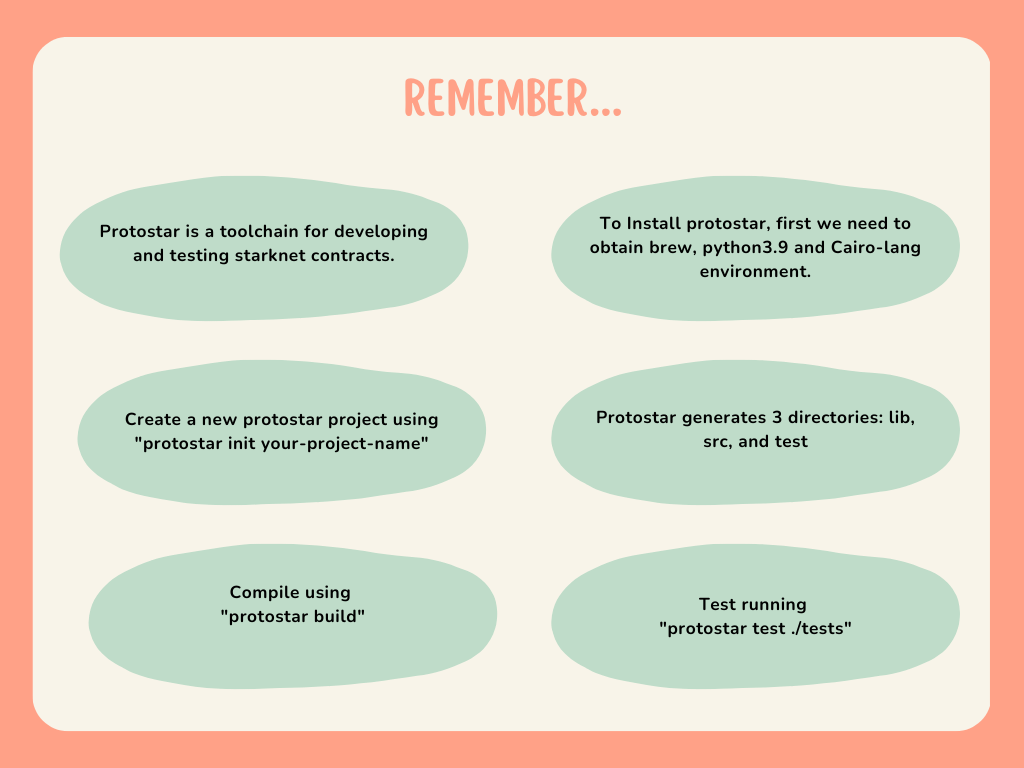 REMEMBER...
Protostar is a toolchain for developing
and testing starknet contracts.
To Install protostar, first we need to
obtain brew, python3.9 and Cairo-lang
environment.
Create a new protostar project using
"protostar init your-project-name"
Protostar generates 3 directories: lib,
src, and test
Compile using
"protostar build"
Test running
"protostar test ./tests"